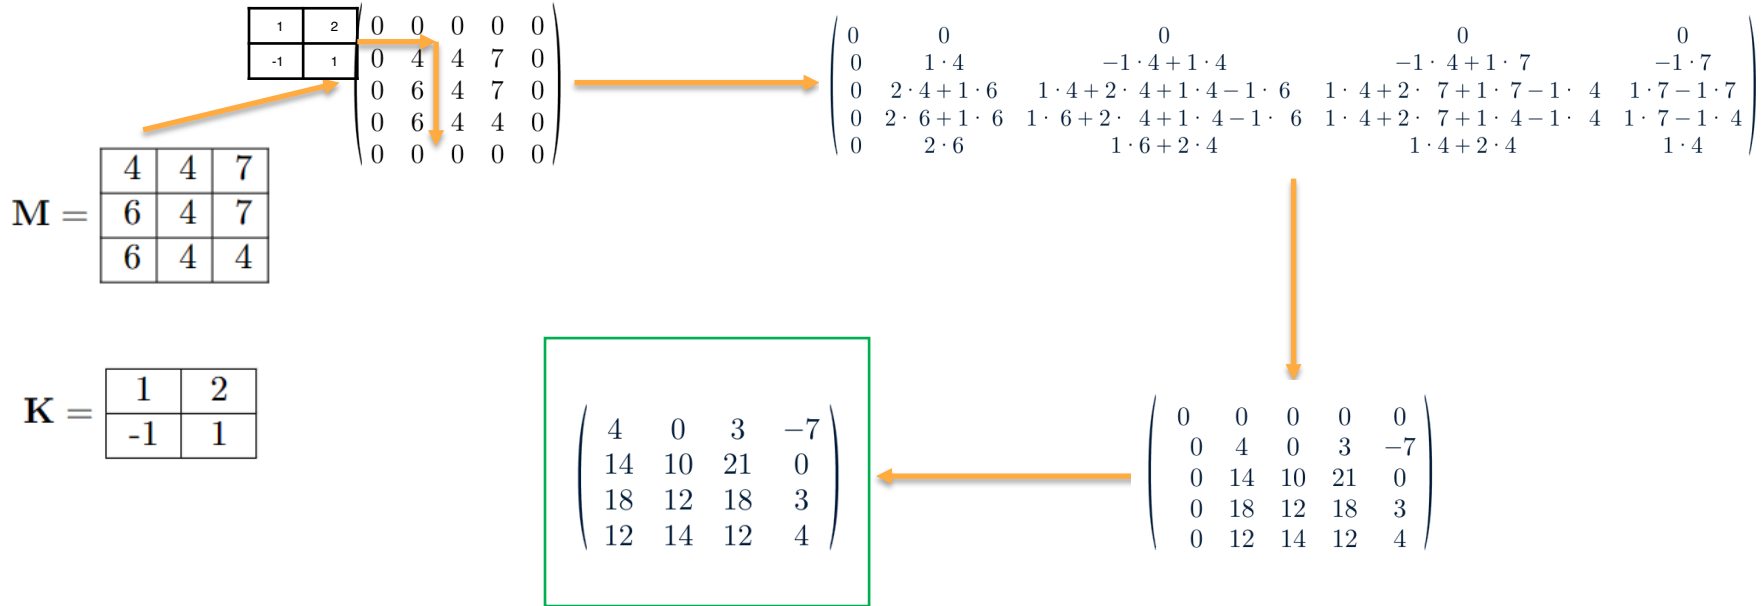 1 2
-1 1
0 0 0 0 0
0 4 4 7 0
0 6 4 7 0
0 6 4 4 0
0 0 0 0 0
0 0 0 0 0
0 1 · 4 −1 · 4 + 1 · 4 −1 · 4 + 1 · 7 −1 · 7
0 2 · 4 + 1 · 6 1 · 4 + 2 · 4 + 1 · 4 − 1 · 6 1 · 4 + 2 · 7 + 1 · 7 − 1 · 4 1 · 7 − 1 · 7
0 2 · 6 + 1 · 6 1 · 6 + 2 · 4 + 1 · 4 − 1 · 6 1 · 4 + 2 · 7 + 1 · 4 − 1 · 4 1 · 7 − 1 · 4
0 2 · 6 1 · 6 + 2 · 4 1 · 4 + 2 · 4 1 · 4
4 4 7
M = 6 4 7
6 4 4
1 2
K =
-1 1
4 0 3 −7
14 10 21 0
18 12 18 3
12 14 12 4
0 0 0 0 0
0 4 0 3 −7
0 14 10 21 0
0 18 12 18 3
0 12 14 12 4